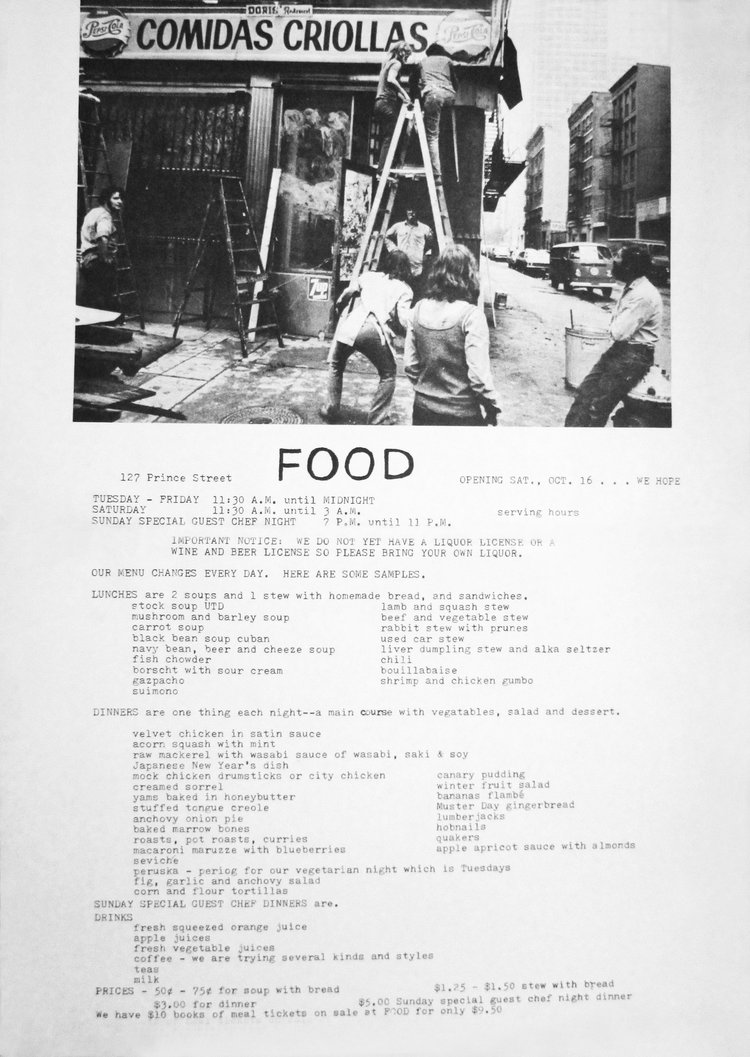 DORIS' Restaurant
PEPSI-COLA
COMIDAS CRIOLLAS
PEPSI-COLA
7up
FOOD
127 Prince Street
OPENING SAT., OCT. 16 . . . WE HOPE
TUESDAY - FRIDAY 11:30 A.M. until MIDNIGHT
SATURDAY 11:30 A.M. until 3 A.M. serving hours
SUNDAY SPECIAL GUEST CHEF NIGHT 7 P.M. until 11 P.M.
IMPORTANT NOTICE: WE DO NOT YET HAVE A LIQUOR LICENSE OR A
WINE AND BEER LICENSE SO PLEASE BRING YOUR OWN LIQUOR.
OUR MENU CHANGES EVERY DAY. HERE ARE SOME SAMPLES.
LUNCHES are 2 soups and 1 stew with homemade bread, and sandwiches.
stock soup UTD
mushroom and barley soup
carrot soup
black bean soup cuban
navy bean, beer and cheeze soup
fish chowder
borscht with sour cream
gazpacho
suimono
lamb and squash stew
beef and vegetable stew
rabbit stew with prunes
used car stew
liver dumpling stew and alka seltzer
chili
bouillabaise
shrimp and chicken gumbo
DINNERS are one thing each night--a main course with vegatables, salad and dessert.
velvet chicken in satin sauce
acorn squash with mint
raw mackerel with wasabi sauce of wasabi, saki & soy
Japanese New Year's dish
mock chicken drumsticks or city chicken
creamed sorrel
yams baked in honeybutter
stuffed tongue creole
anchovy onion pie
baked marrow bones
roasts, pot roasts, curries
macaroni maruzze with blueberries
seviche
peruska - periog for our vegetarian night which is Tuesdays
fig, garlic and anchovy salad
corn and flour tortillas
canary pudding
winter fruit salad
bananas flambé
Muster Day gingerbread
lumberjacks
hobnails
quakers
apple apricot sauce with almonds
SUNDAY SPECIAL GUEST CHEF DINNERS are.
DRINKS
fresh squeezed orange juice
apple juices
fresh vegetable juices
coffee - we are trying several kinds and styles
teas
milk
PRICES - 50¢ - 75¢ for soup with bread $1.25 - $1.50 stew with bread
$3.00 for dinner $5.00 Sunday special guest chef night dinner
We have $10 books of meal tickets on sale at FOOD for only $9.50